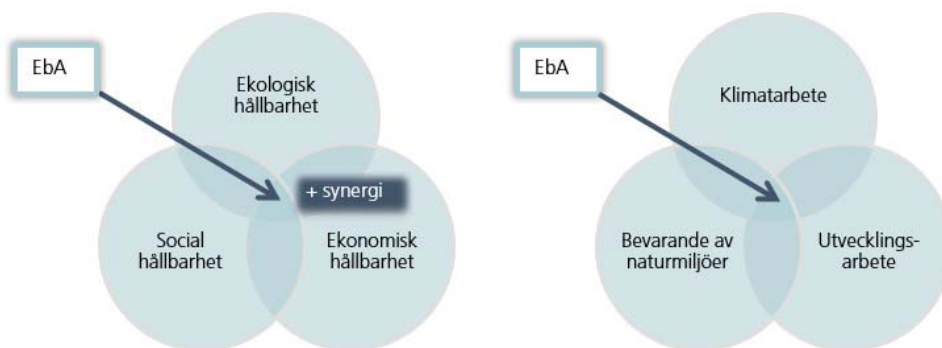 EbA
Ekologisk
hållbarhet
+ synergi
Social
hållbarhet
Ekonomisk
hållbarhet
EbA
Klimatarbete
Bevarande av
naturmiljöer
Utvecklings-
arbete